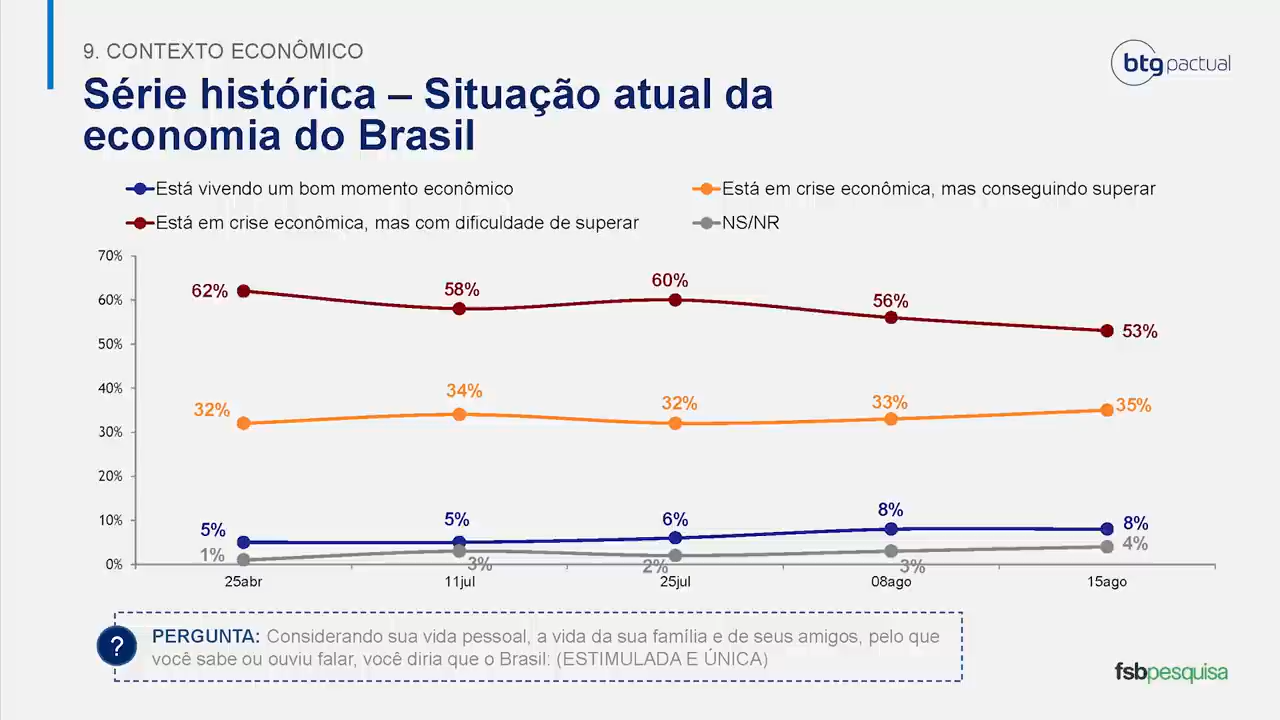 9. CONTEXTO ECONÔMICO
btgpactual
Série histórica – Situação atual da
economia do Brasil
Está vivendo um bom momento econômico
Está em crise econômica, mas conseguindo superar
Está em crise econômica, mas com dificuldade de superar
NS/NR
70%
60%
50%
40%
30%
20%
10%
0%
62%
58%
60%
56%
53%
32%
34%
32%
33%
35%
5%
5%
6%
8%
8%
1%
3%
2%
3%
4%
25abr
11jul
25jul
08ago
15ago
?
PERGUNTA: Considerando sua vida pessoal, a vida da sua família e de seus amigos, pelo que
você sabe ou ouviu falar, você diria que o Brasil: (ESTIMULADA E ÚNICA)
fsbpesquisa